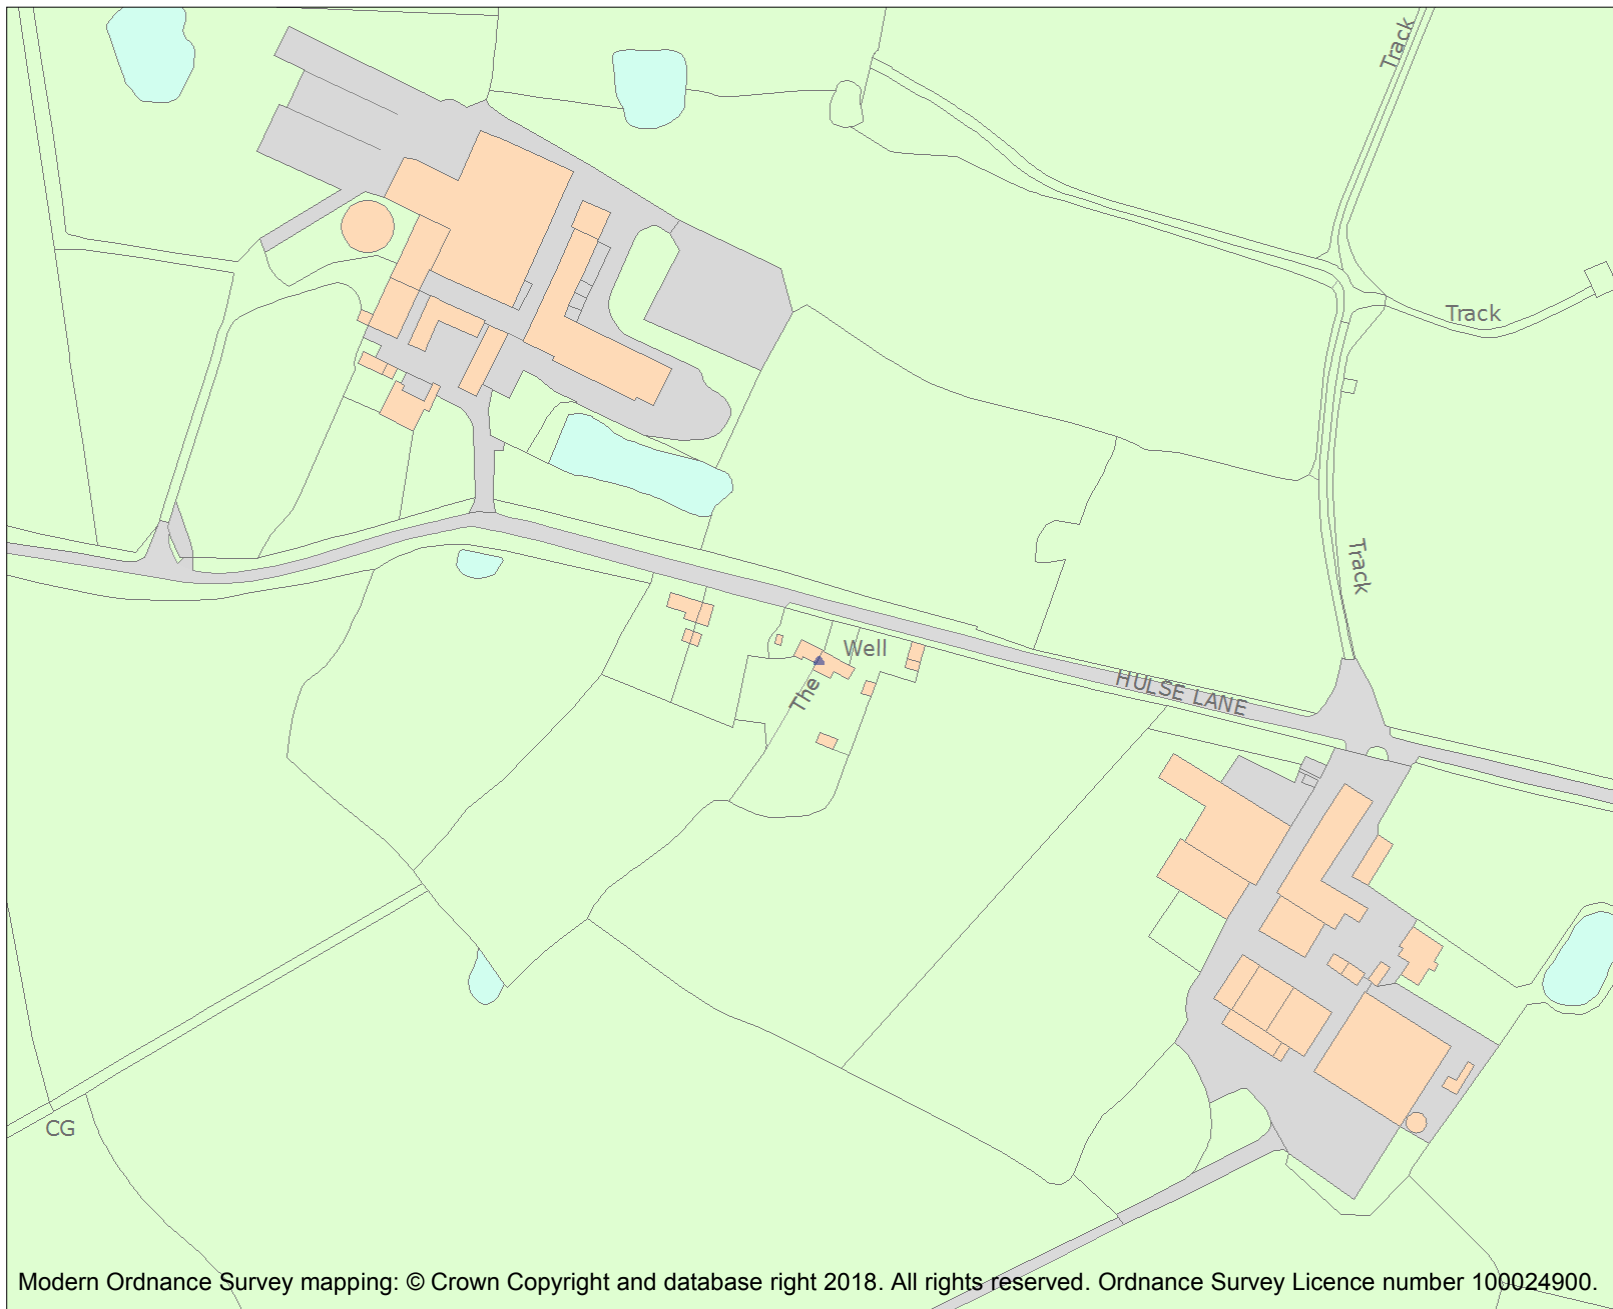 Track
Track
Track
Well
The
HULSE LANE
CG
Modern Ordnance Survey mapping: © Crown Copyright and database right 2018. All rights reserved. Ordnance Survey Licence number 100024900.